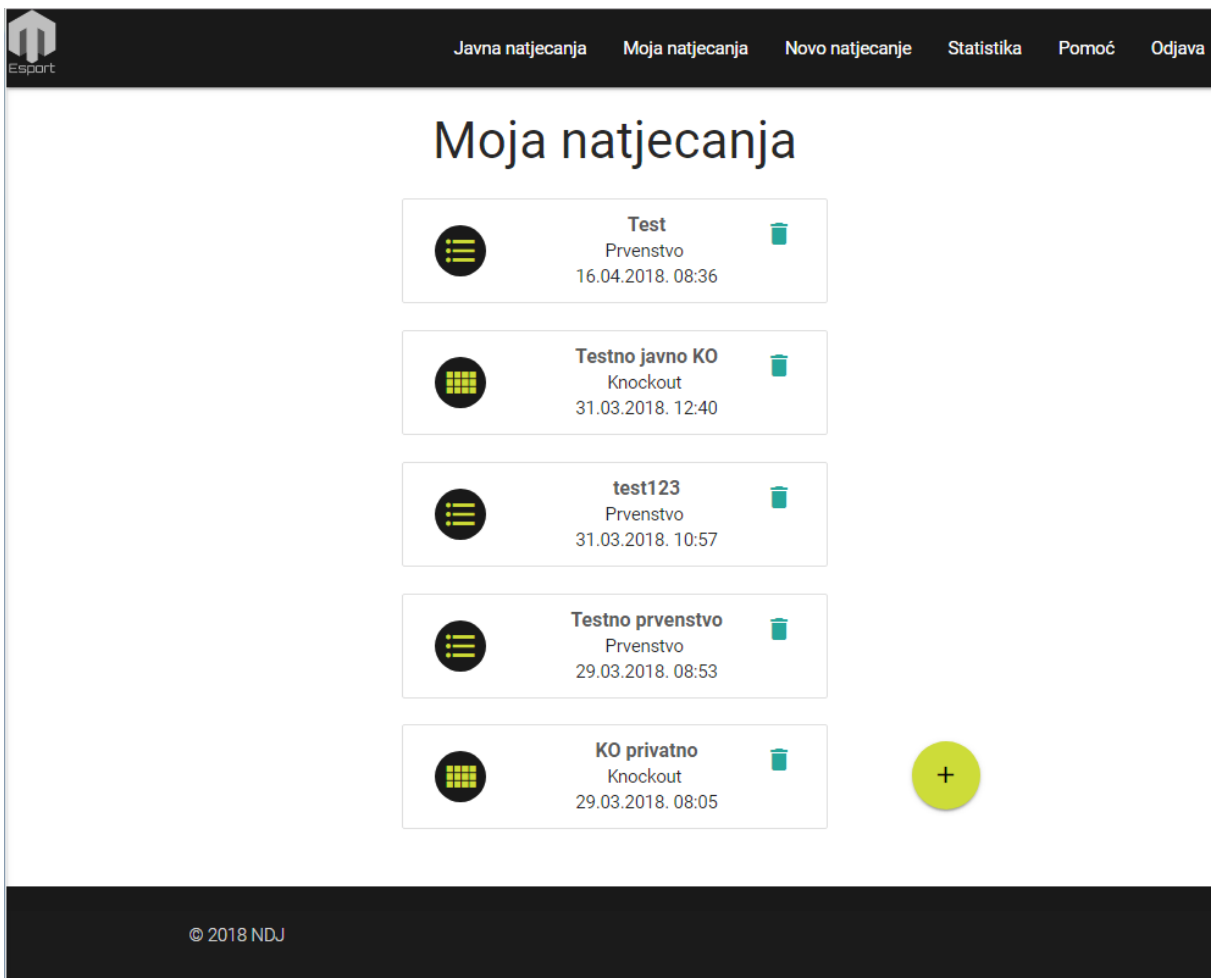 Esport
Javna natjecanja Moja natjecanja Novo natjecanje Statistika Pomoć Odjava
Moja natjecanja
Test
Prvenstvo
16.04.2018. 08:36
Testno javno KO
Knockout
31.03.2018. 12:40
test123
Prvenstvo
31.03.2018. 10:57
Testno prvenstvo
Prvenstvo
29.03.2018. 08:53
KO privatno
Knockout
29.03.2018. 08:05
+
© 2018 NDJ